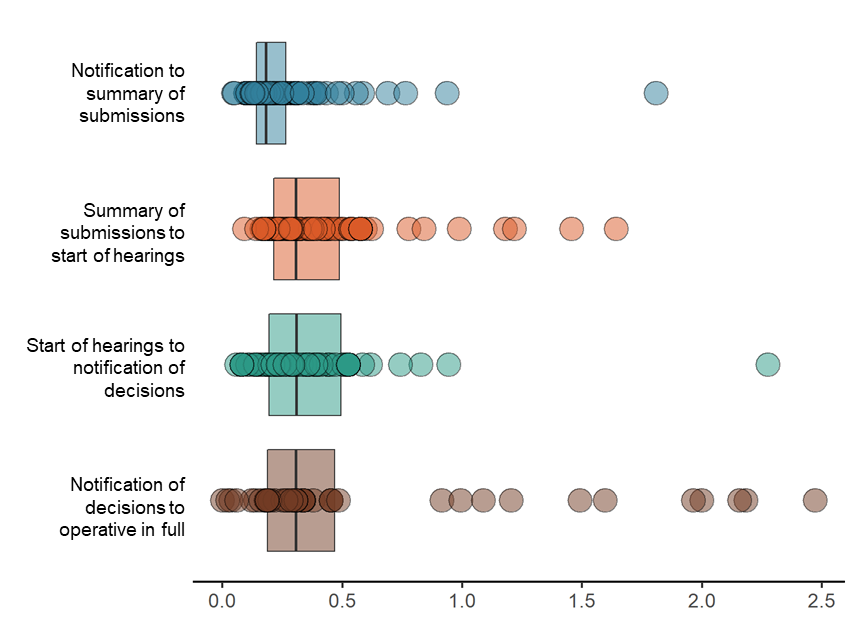 Notification to
summary of
submissions
Summary of
submissions to
start of hearings
Start of hearings to
notification of
decisions
Notification of
decisions to
operative in full
0.0 0.5 1.0 1.5 2.0 2.5